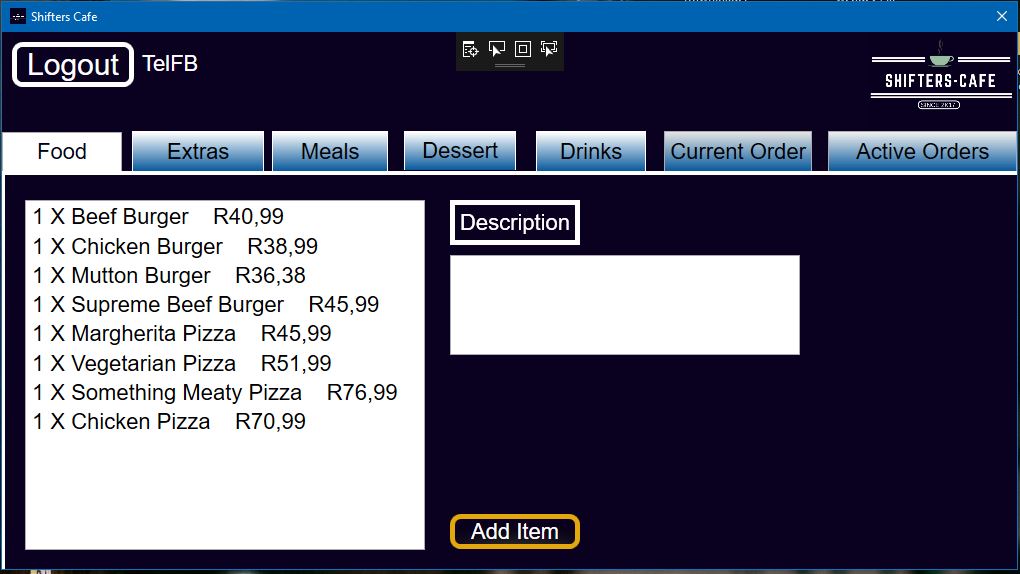 Shifters Cafe
Logout TelFB
SHIFTERS-CAFE
SINCE 2K17
Food Extras Meals Dessert Drinks Current Order Active Orders
1 X Beef Burger R40,99
1 X Chicken Burger R38,99
1 X Mutton Burger R36,38
1 X Supreme Beef Burger R45,99
1 X Margherita Pizza R45,99
1 X Vegetarian Pizza R51,99
1 X Something Meaty Pizza R76,99
1 X Chicken Pizza R70,99
Description
Add Item